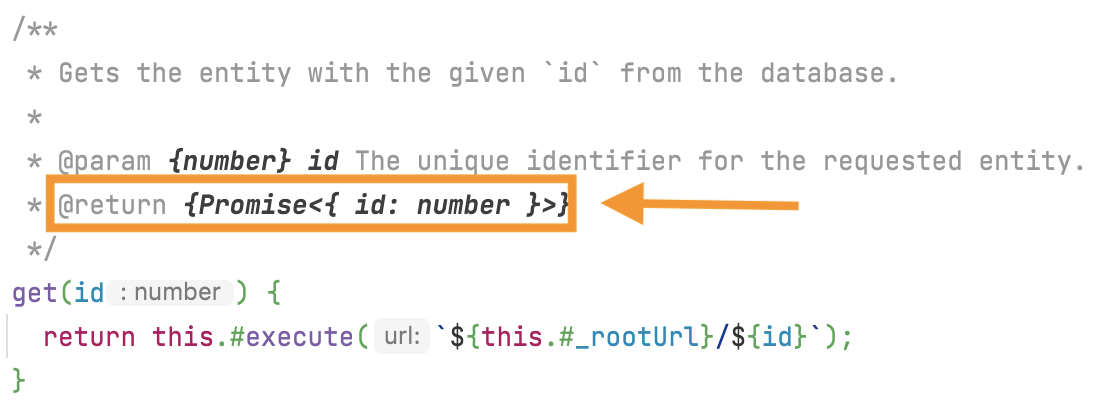 /**
* Gets the entity with the given `id` from the database.
*
* @param {number} id The unique identifier for the requested entity.
* @return {Promise<{ id: number }>}
*/
get(id : number ) {
return this.#execute( url: `${this.#_rootUrl}/${id}`);
}